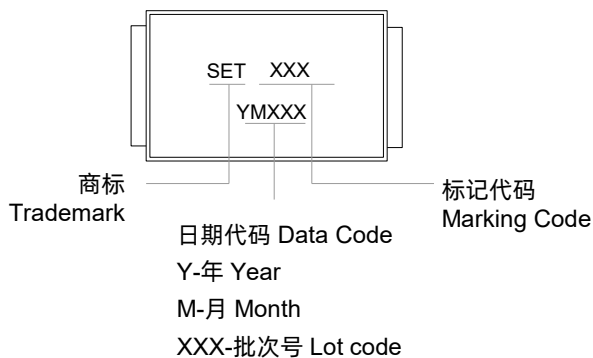 SET XXX
YMXXX
商标
Trademark
标记代码
Marking Code
日期代码 Data Code
Y-年 Year
M-月 Month
XXX-批次号 Lot code